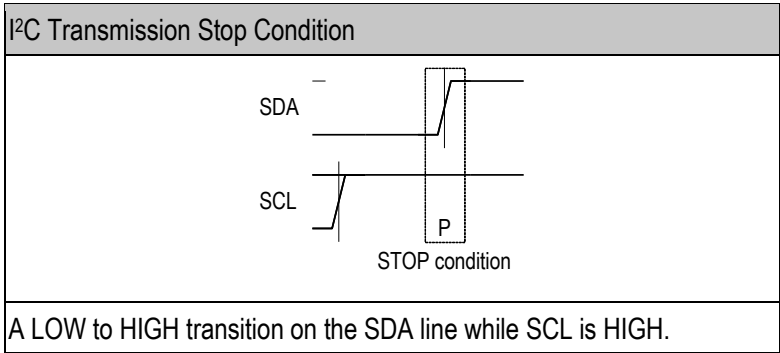 I²C Transmission Stop Condition
SDA
SCL
P
STOP condition
A LOW to HIGH transition on the SDA line while SCL is HIGH.